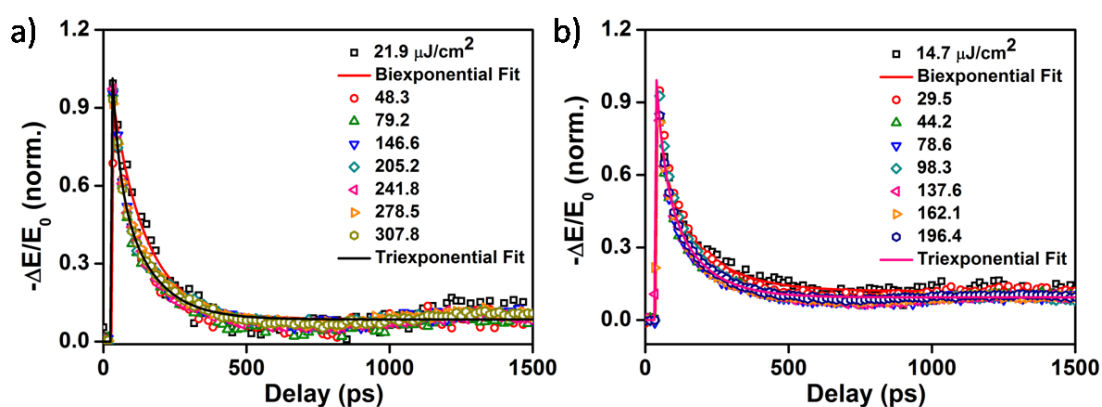 a)
-ΔE/E0 (norm.)
1.2
0.9
0.6
0.3
0.0
21.9 μJ/cm2
Biexponential Fit
48.3
79.2
146.6
205.2
241.8
278.5
307.8
Triexponential Fit
0
500
1000
1500
Delay (ps)
b)
-ΔE/E0 (norm.)
1.2
0.9
0.6
0.3
0.0
14.7 μJ/cm2
Biexponential Fit
29.5
44.2
78.6
98.3
137.6
162.1
196.4
Triexponential Fit
0
500
1000
1500
Delay (ps)